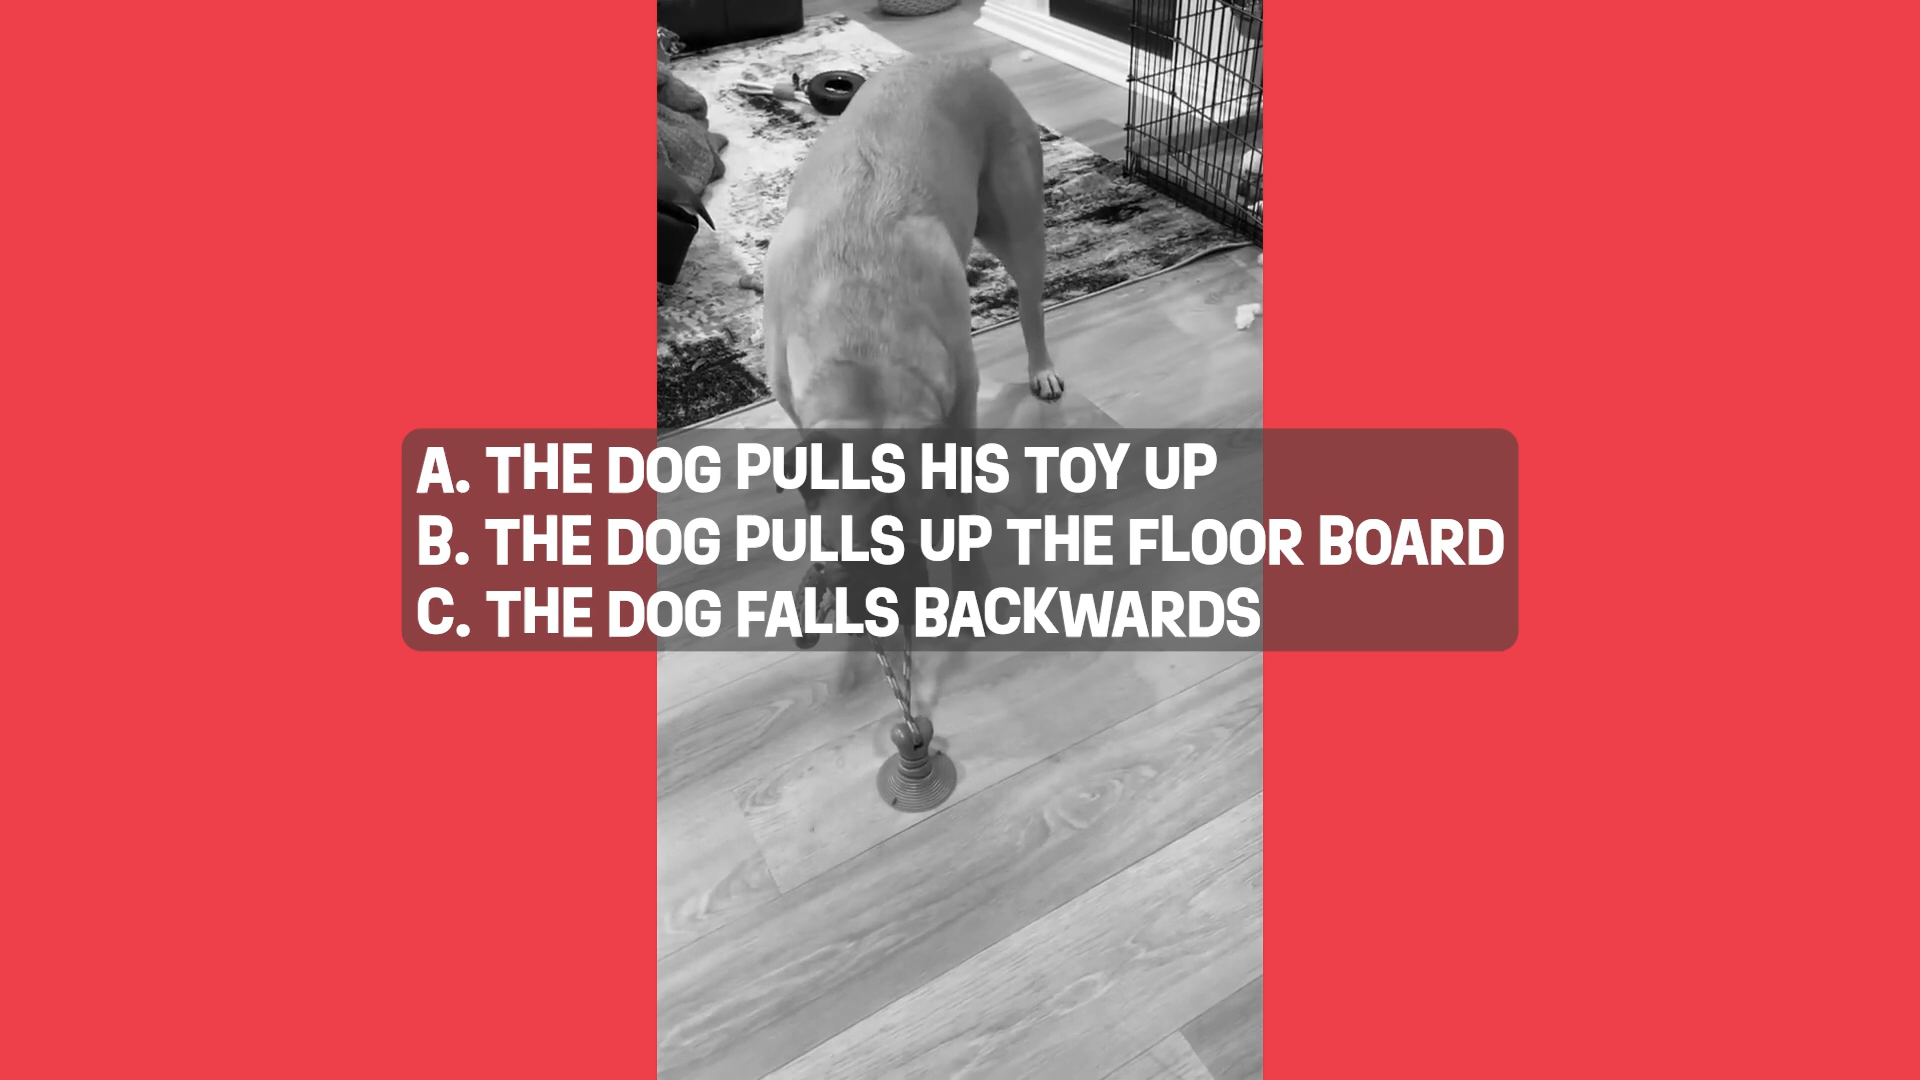 A. THE DOG PULLS HIS TOY UP
B. THE DOG PULLS UP THE FLOOR BOARD
C. THE DOG FALLS BACKWARDS